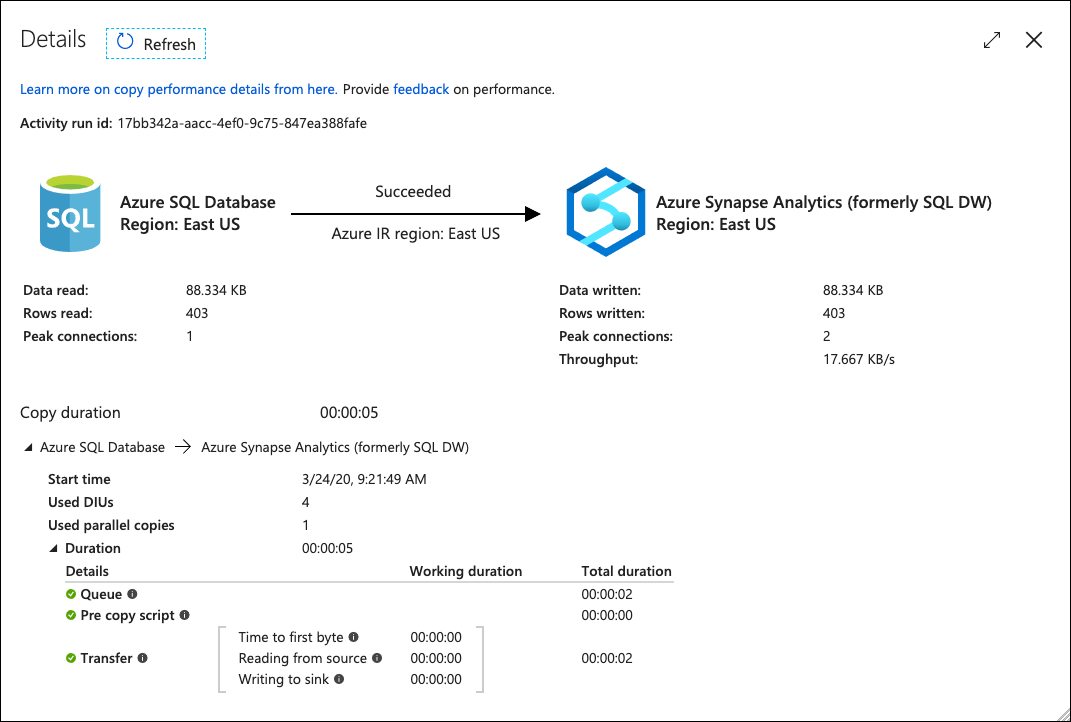 Details Refresh
Learn more on copy performance details from here. Provide feedback on performance.
Activity run id: 17bb342a-aacc-4ef0-9c75-847ea388fafe
Succeeded
SQL Azure SQL Database Azure Synapse Analytics (formerly SQL DW)
Region: East US Azure IR region: East US Region: East US
Data read: 88.334 KB Data written: 88.334 KB
Rows read: 403 Rows written: 403
Peak connections: 1 Peak connections: 2
Throughput: 17.667 KB/s
Copy duration 00:00:05
Azure SQL Database → Azure Synapse Analytics (formerly SQL DW)
Start time 3/24/20, 9:21:49 AM
Used DIUs 4
Used parallel copies 1
Duration 00:00:05
Details Working duration Total duration
Queue 00:00:02
Pre copy script 00:00:00
Time to first byte 00:00:00
Transfer Reading from source 00:00:00 00:00:02
Writing to sink 00:00:00